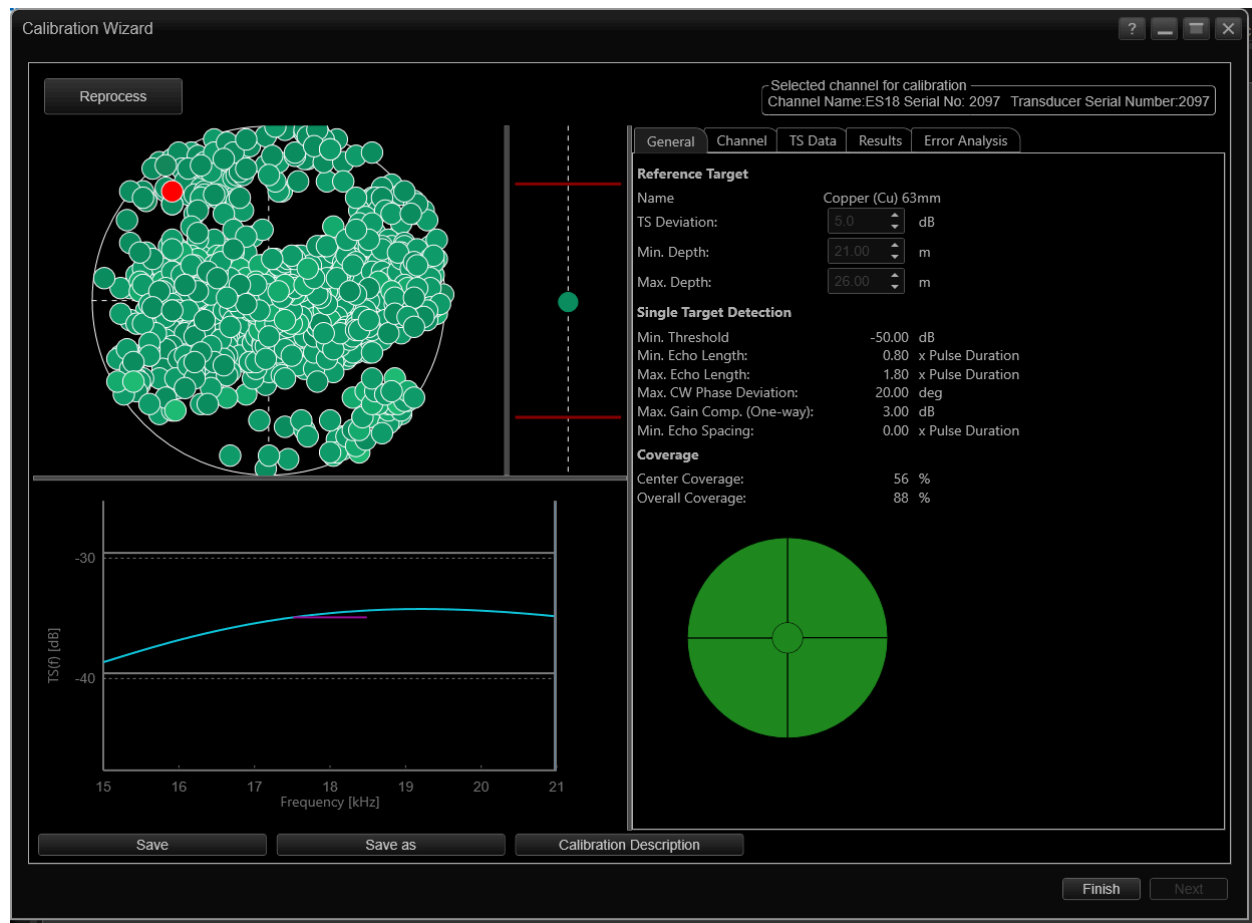 Calibration Wizard
?
Reprocess
Selected channel for calibration
Channel Name:ES18 Serial No: 2097 Transducer Serial Number:2097
General Channel TS Data Results Error Analysis
Reference Target
Name Copper (Cu) 63mm
TS Deviation: 5.0 dB
Min. Depth: 21.00 m
Max. Depth: 26.00 m
Single Target Detection
Min. Threshold -50.00 dB
Min. Echo Length: 0.80 x Pulse Duration
Max. Echo Length: 1.80 x Pulse Duration
Max. CW Phase Deviation: 20.00 deg
Max. Gain Comp. (One-way): 3.00 dB
Min. Echo Spacing: 0.00 x Pulse Duration
Coverage
Center Coverage: 56 %
Overall Coverage: 88 %
-30
-40
TS(f) [dB]
15 16 17 18 19 20 21
Frequency [kHz]
Save Save as Calibration Description
Finish Next